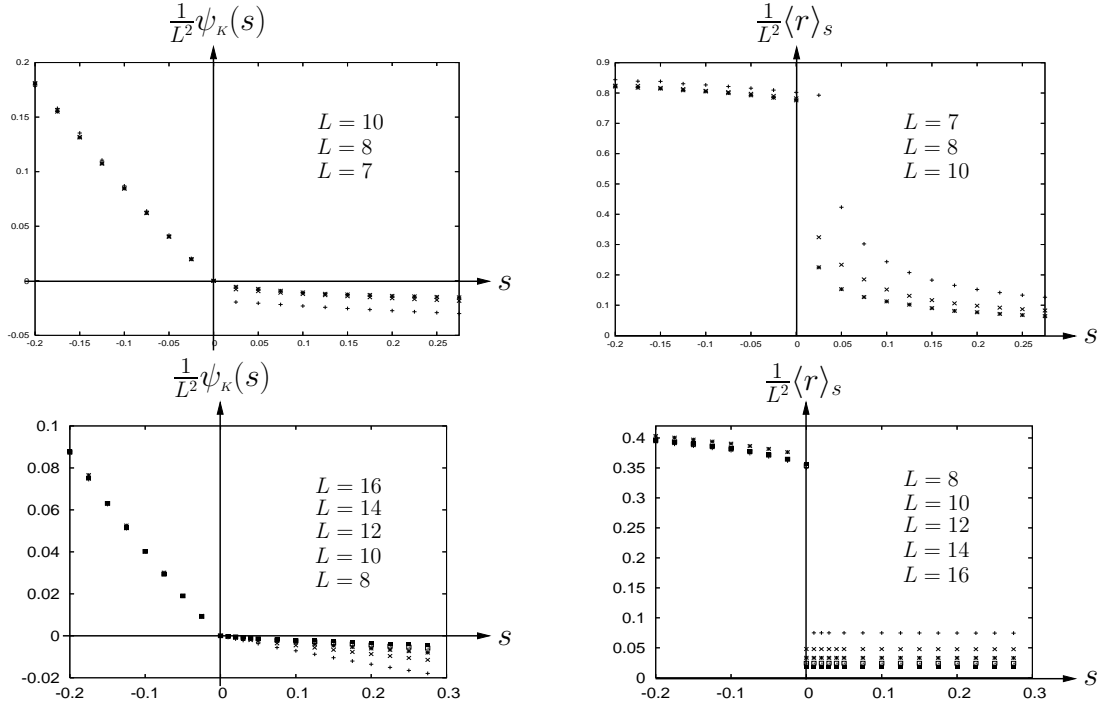 1/L² ψ_K(s)
0.2
0.15
0.1
0.05
0
-0.05
-0.2 -0.15 -0.1 -0.05 0 0.05 0.1 0.15 0.2 0.25
L = 10
L = 8
L = 7
s
1/L² ⟨r⟩_s
0.9
0.8
0.7
0.6
0.5
0.4
0.3
0.2
0.1
0
-0.2 -0.15 -0.1 -0.05 0 0.05 0.1 0.15 0.2 0.25
L = 7
L = 8
L = 10
s
1/L² ψ_K(s)
0.1
0.08
0.06
0.04
0.02
0
-0.02
-0.2 -0.1 0 0.1 0.2 0.3
L = 16
L = 14
L = 12
L = 10
L = 8
s
1/L² ⟨r⟩_s
0.4
0.35
0.3
0.25
0.2
0.15
0.1
0.05
0
-0.2 -0.1 0 0.1 0.2 0.3
L = 8
L = 10
L = 12
L = 14
L = 16
s